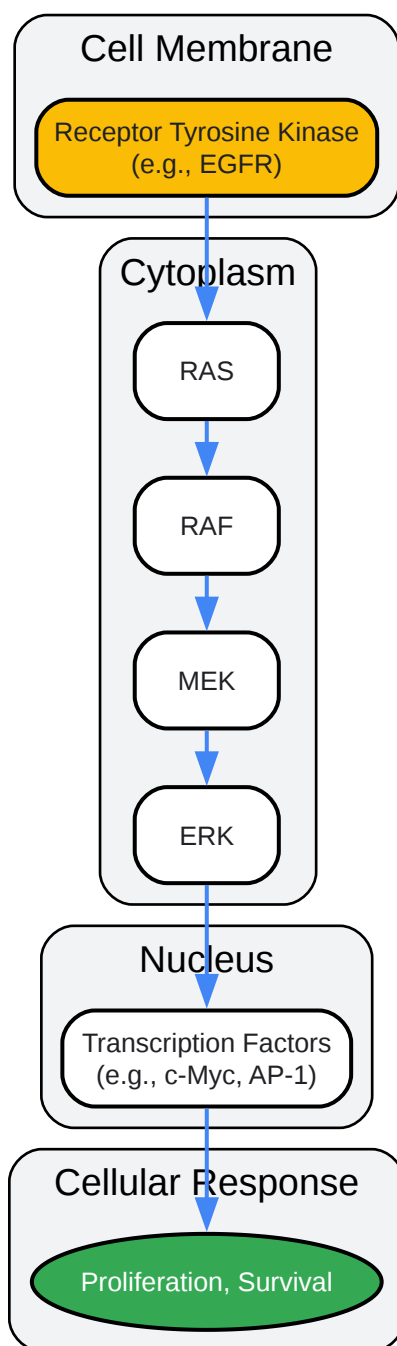 Cell Membrane
Receptor Tyrosine Kinase
(e.g., EGFR)
Cytoplasm
RAS
RAF
MEK
ERK
Nucleus
Transcription Factors
(e.g., c-Myc, AP-1)
Cellular Response
Proliferation, Survival